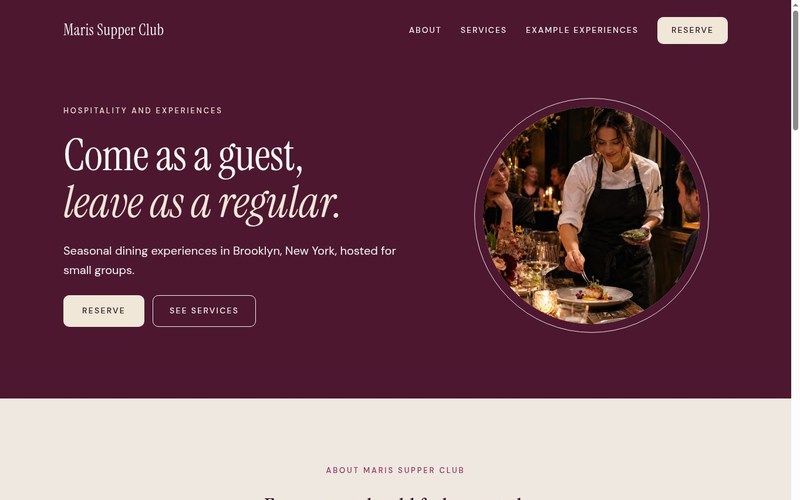 Maris Supper Club
ABOUT
SERVICES
EXAMPLE EXPERIENCES
RESERVE
HOSPITALITY AND EXPERIENCES
Come as a guest,
leave as a regular.
Seasonal dining experiences in Brooklyn, New York, hosted for
small groups.
RESERVE
SEE SERVICES
ABOUT MARIS SUPPER CLUB